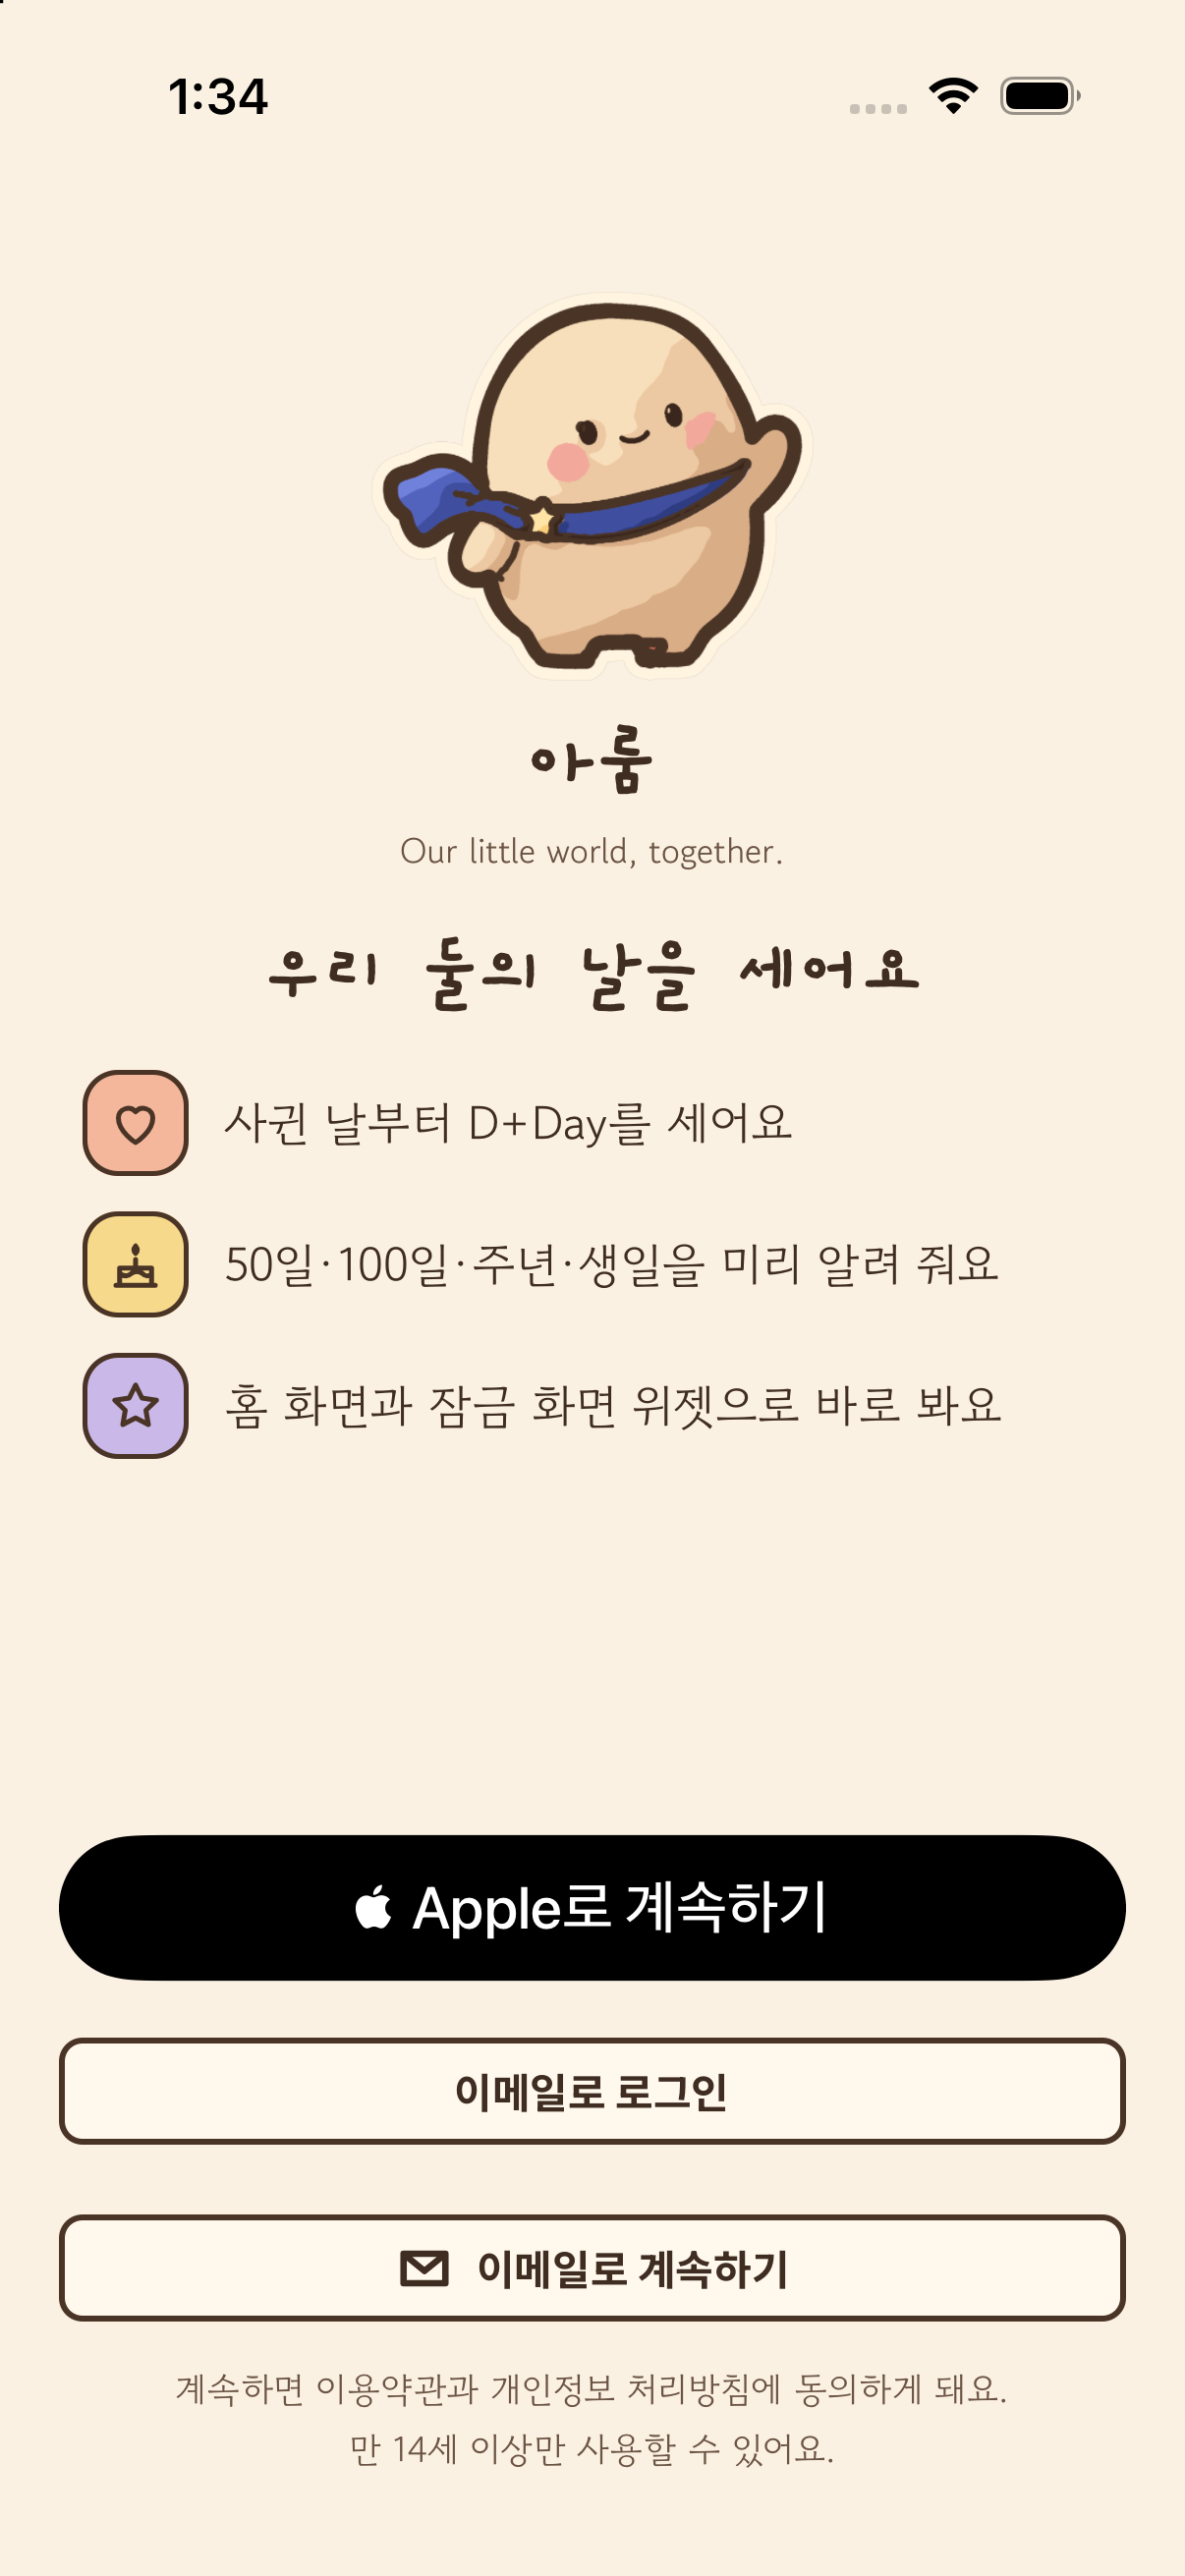 1:34
아룸
Our little world, together.
우리 둘의 날을 세어요
사귄 날부터 D+Day를 세어요
50일·100일·주년·생일을 미리 알려 줘요
홈 화면과 잠금 화면 위젯으로 바로 봐요
Apple로 계속하기
이메일로 로그인
이메일로 계속하기
계속하면 이용약관과 개인정보 처리방침에 동의하게 돼요.
만 14세 이상만 사용할 수 있어요.